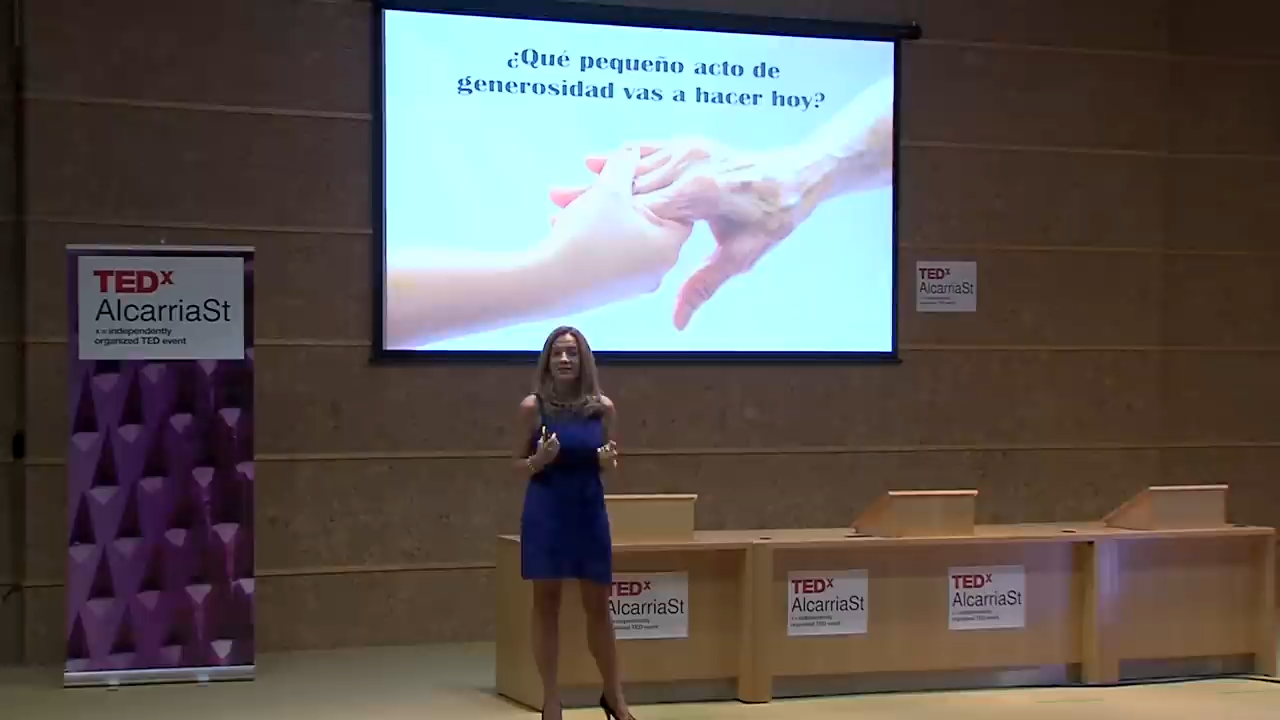 ¿Qué pequeño acto de
generosidad vas a hacer hoy?
TEDx
AlcarriaSt
x = independently
organized TED event
TEDx
AlcarriaSt
TEDx
AlcarriaSt
TEDx
AlcarriaSt
TEDx
AlcarriaSt